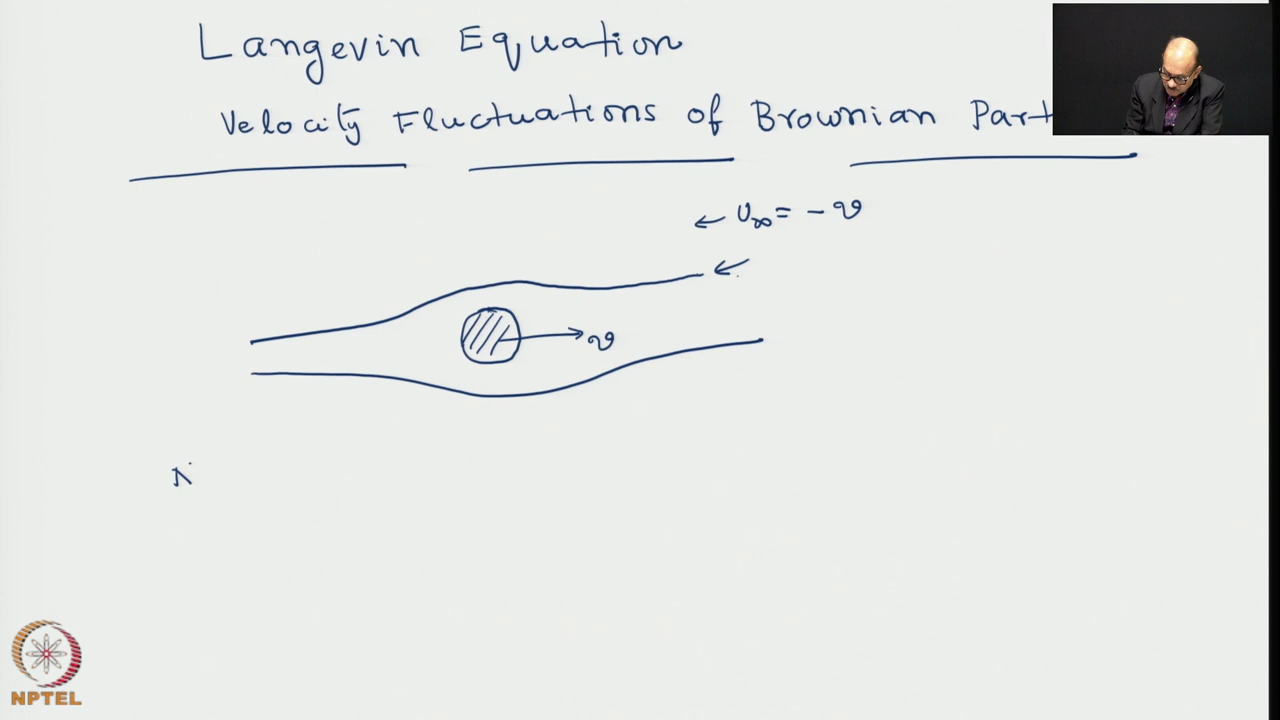 Langevin Equation
Velocity Fluctuations of Brownian Part
← U∞ = - v
v
N
NPTEL